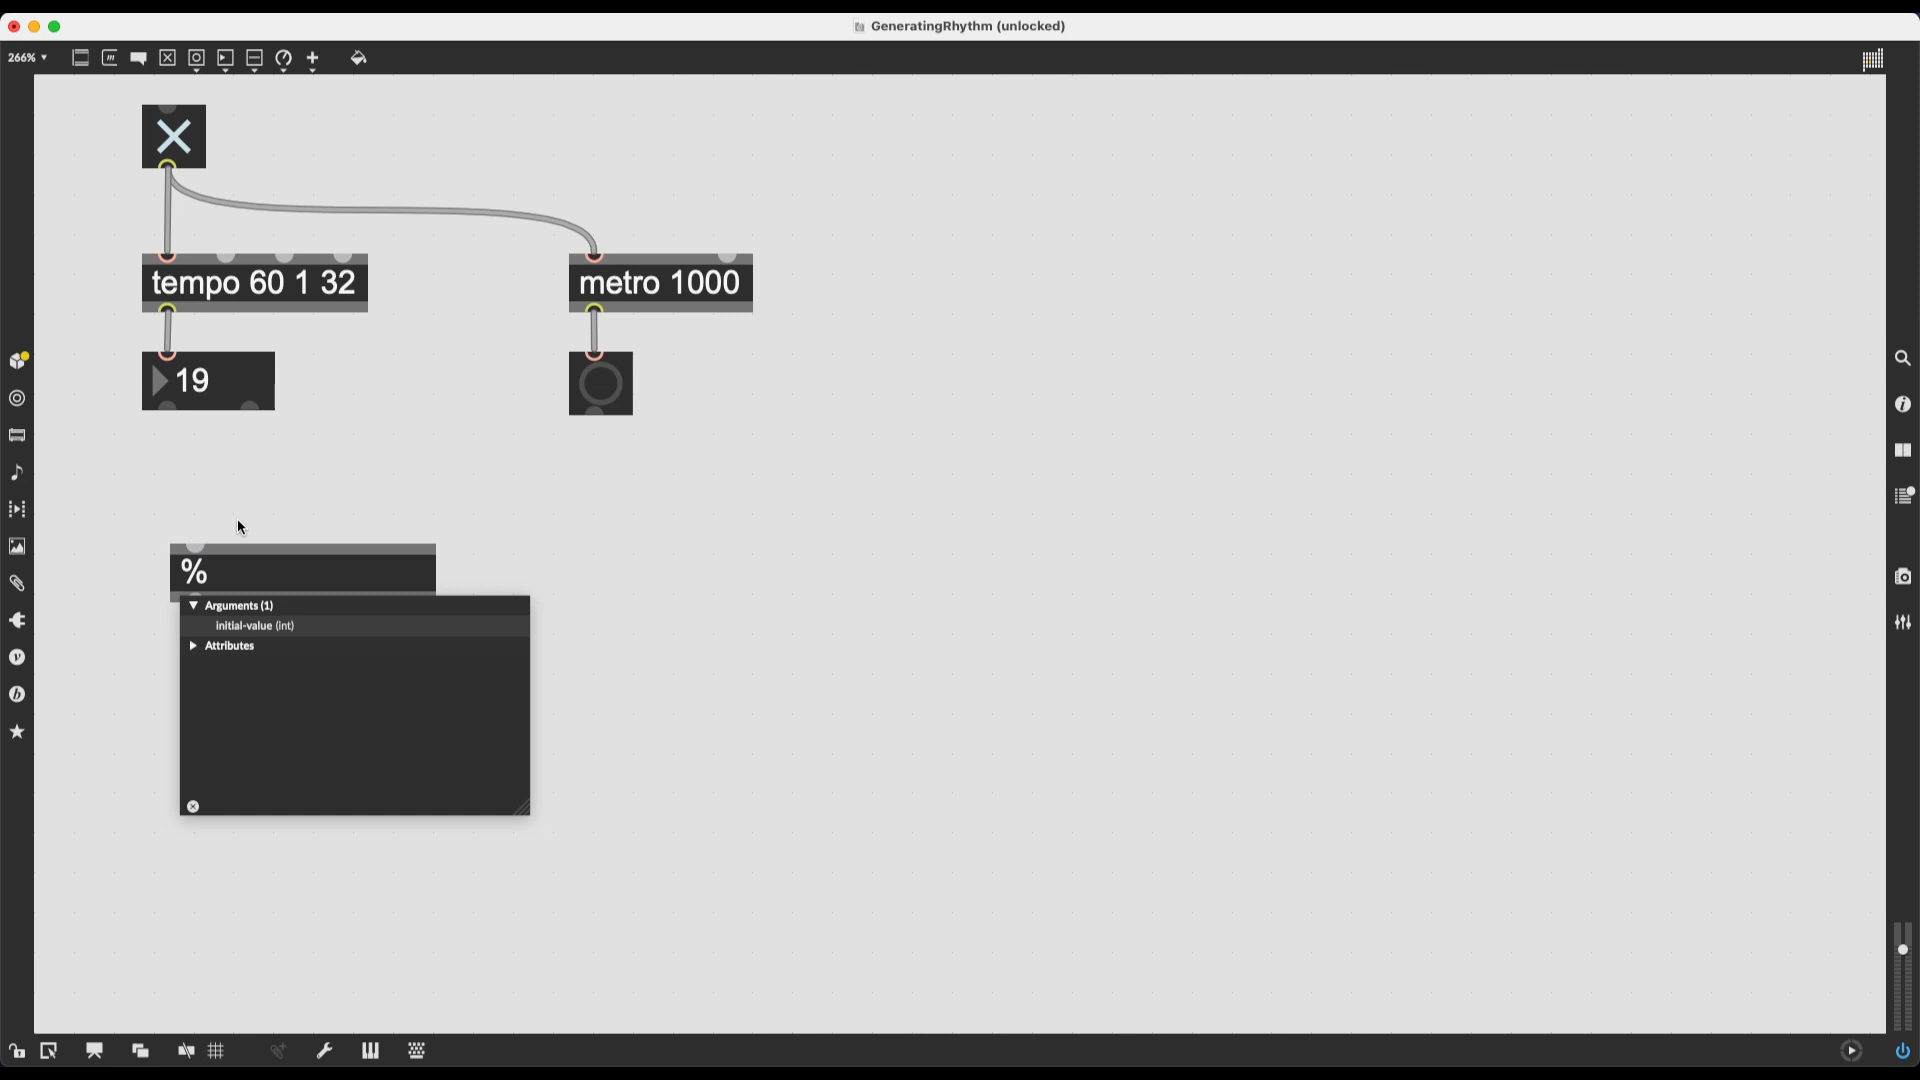 GeneratingRhythm (unlocked)
266%
tempo 60 1 32
metro 1000
19
%
Arguments (1)
initial-value (int)
Attributes